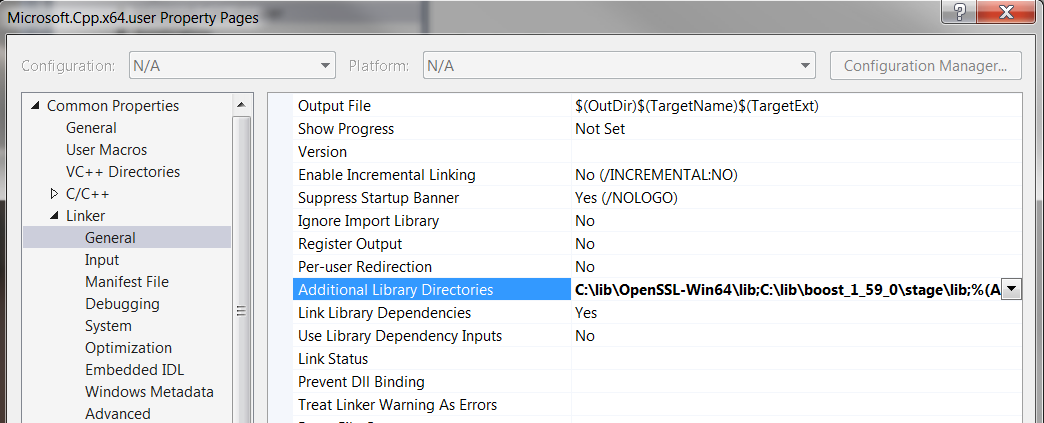 Microsoft.Cpp.x64.user Property Pages
Configuration: N/A Platform: N/A Configuration Manager...
Common Properties
General
User Macros
VC++ Directories
C/C++
Linker
General
Input
Manifest File
Debugging
System
Optimization
Embedded IDL
Windows Metadata
Advanced
Output File $(OutDir)$(TargetName)$(TargetExt)
Show Progress Not Set
Version
Enable Incremental Linking No (/INCREMENTAL:NO)
Suppress Startup Banner Yes (/NOLOGO)
Ignore Import Library No
Register Output No
Per-user Redirection No
Additional Library Directories C:\lib\OpenSSL-Win64\lib;C:\lib\boost_1_59_0\stage\lib;%(A
Link Library Dependencies Yes
Use Library Dependency Inputs No
Link Status
Prevent Dll Binding
Treat Linker Warning As Errors